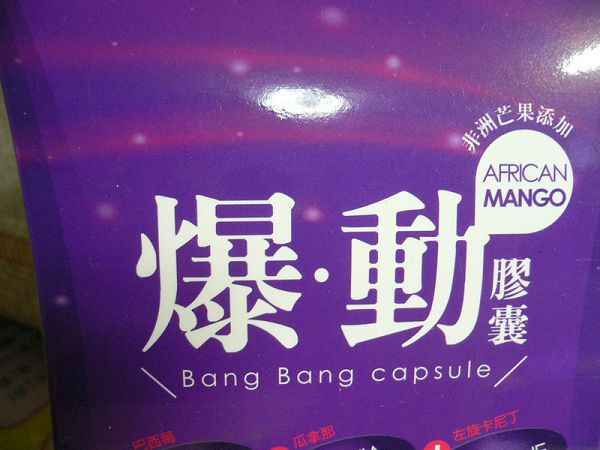 非洲芒果添加
AFRICAN
MANGO
爆·動
膠囊
Bang Bang capsule
巴西莓
瓜拿那
左旋卡尼丁